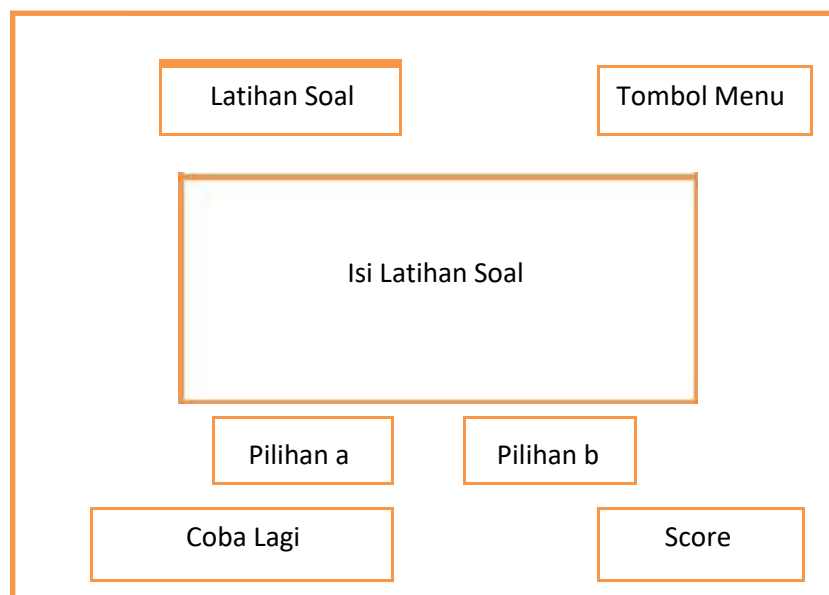 Latihan Soal
Tombol Menu
Isi Latihan Soal
Pilihan a
Pilihan b
Coba Lagi
Score